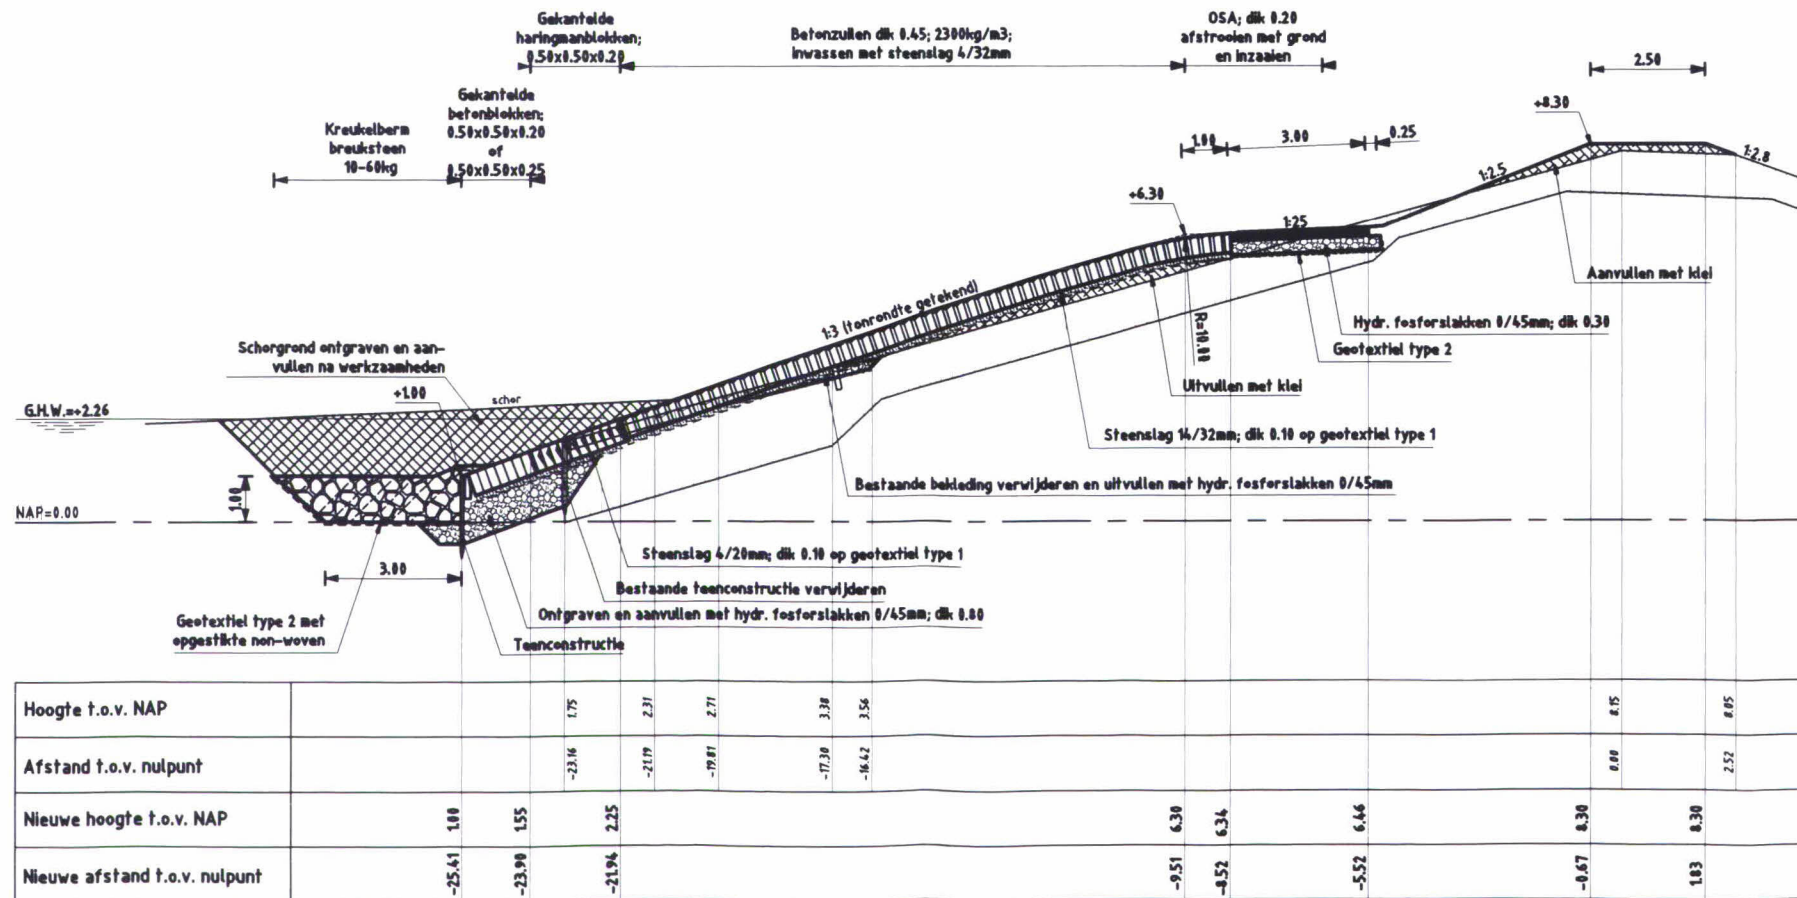 Gekantelde
haringmanblokken;
0.50x0.50x0.20
Betonzuilen dik 0.45; 2300kg/m3;
inwassen met steenslag 4/32mm
OSA; dik 0.20
afstrooien met grond
en inzaaien
2.50
Kreukelberm
breuksteen
10-60kg
Gekantelde
betonblokken;
0.50x0.50x0.20
of
0.50x0.50x0.25
+8.30
1.00
3.00
0.25
1:2.8
1:2.5
+6.30
1:25
Aanvullen met klei
1:3 (tonrondte getekend)
Hydr. fosforslakken 0/45mm; dik 0.30
R=10.00
Geotextiel type 2
Schorgrond ontgraven en aan-
vullen na werkzaamheden
Uitvullen met klei
+1.00
schor
G.H.W.=+2.26
Steenslag 14/32mm; dik 0.10 op geotextiel type 1
Bestaande bekleding verwijderen en uitvullen met hydr. fosforslakken 0/45mm
1.00
NAP.=0.00
Steenslag 4/20mm; dik 0.10 op geotextiel type 1
3.00
Bestaande teenconstructie verwijderen
Ontgraven en aanvullen met hydr. fosforslakken 0/45mm; dik 0.80
Geotextiel type 2 met
opgestikte non-woven
Teenconstructie
Hoogte t.o.v. NAP 1.75 2.31 2.71 3.38 3.56 8.15 8.05
Afstand t.o.v. nulpunt -23.16 -21.19 -19.81 -17.30 -16.42 0.00 2.52
Nieuwe hoogte t.o.v. NAP 1.00 1.55 2.25 6.30 6.34 6.46 8.30 8.30
Nieuwe afstand t.o.v. nulpunt -25.41 -23.90 -21.94 -9.51 -8.52 -5.52 -0.67 1.83